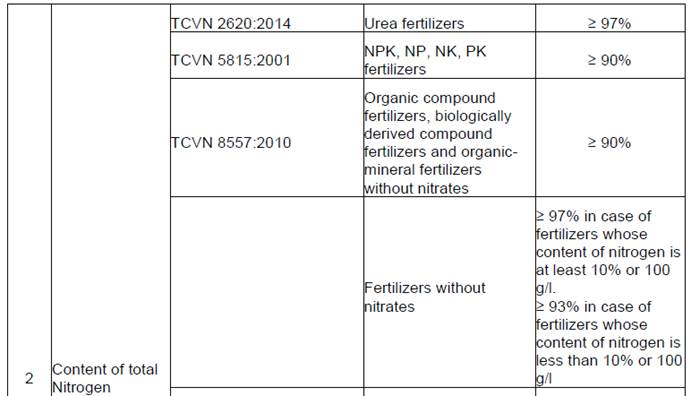 TCVN 2620:2014
Urea fertilizers
≥ 97%
TCVN 5815:2001
NPK, NP, NK, PK
fertilizers
≥ 90%
TCVN 8557:2010
Organic compound
fertilizers, biologically
derived compound
fertilizers and organic-
mineral fertilizers
without nitrates
≥ 90%
Fertilizers without
nitrates
≥ 97% in case of
fertilizers whose
content of nitrogen is
at least 10% or 100
g/l.
≥ 93% in case of
fertilizers whose
content of nitrogen is
less than 10% or 100
g/l
2
Content of total
Nitrogen